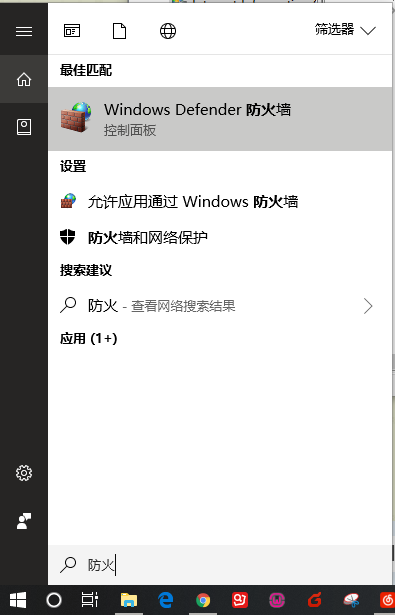 筛选器
最佳匹配
Windows Defender 防火墙
控制面板
设置
允许应用通过 Windows 防火墙
防火墙和网络保护
搜索建议
防火 - 查看网络搜索结果
应用 (1+)
防火